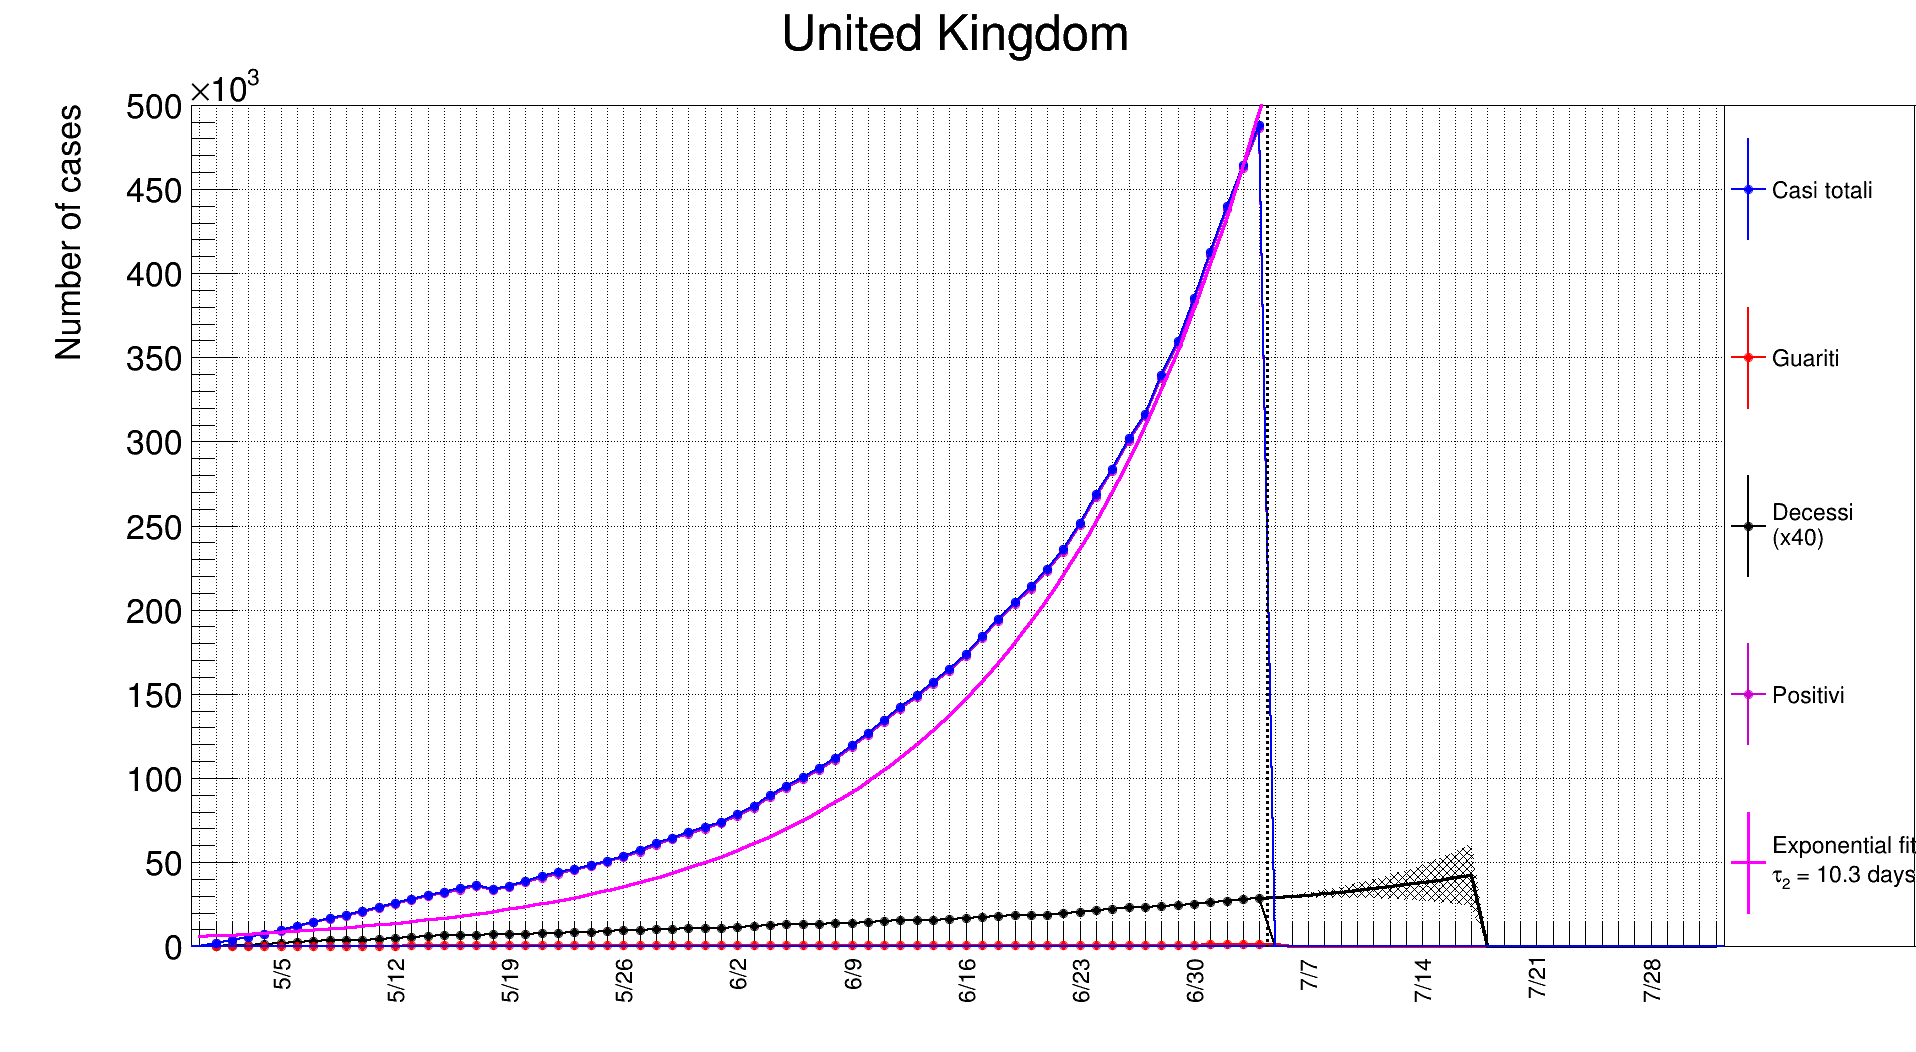 United Kingdom
×10³
Number of cases
500
450
400
350
300
250
200
150
100
50
0
5/5
5/12
5/19
5/26
6/2
6/9
6/16
6/23
6/30
7/7
7/14
7/21
7/28
Casi totali
Guariti
Decessi
(x40)
Positivi
Exponential fit
τ₂ = 10.3 days